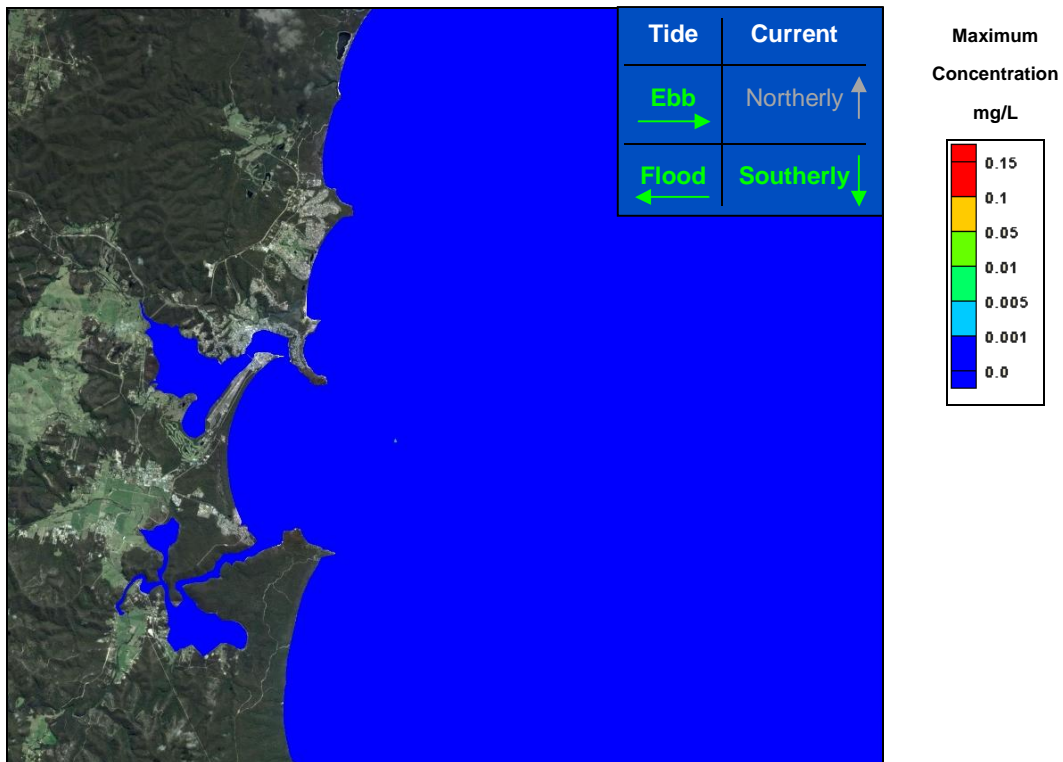 Tide Current
Ebb Northerly
Flood Southerly
Maximum
Concentration
mg/L
0.15
0.1
0.05
0.01
0.005
0.001
0.0